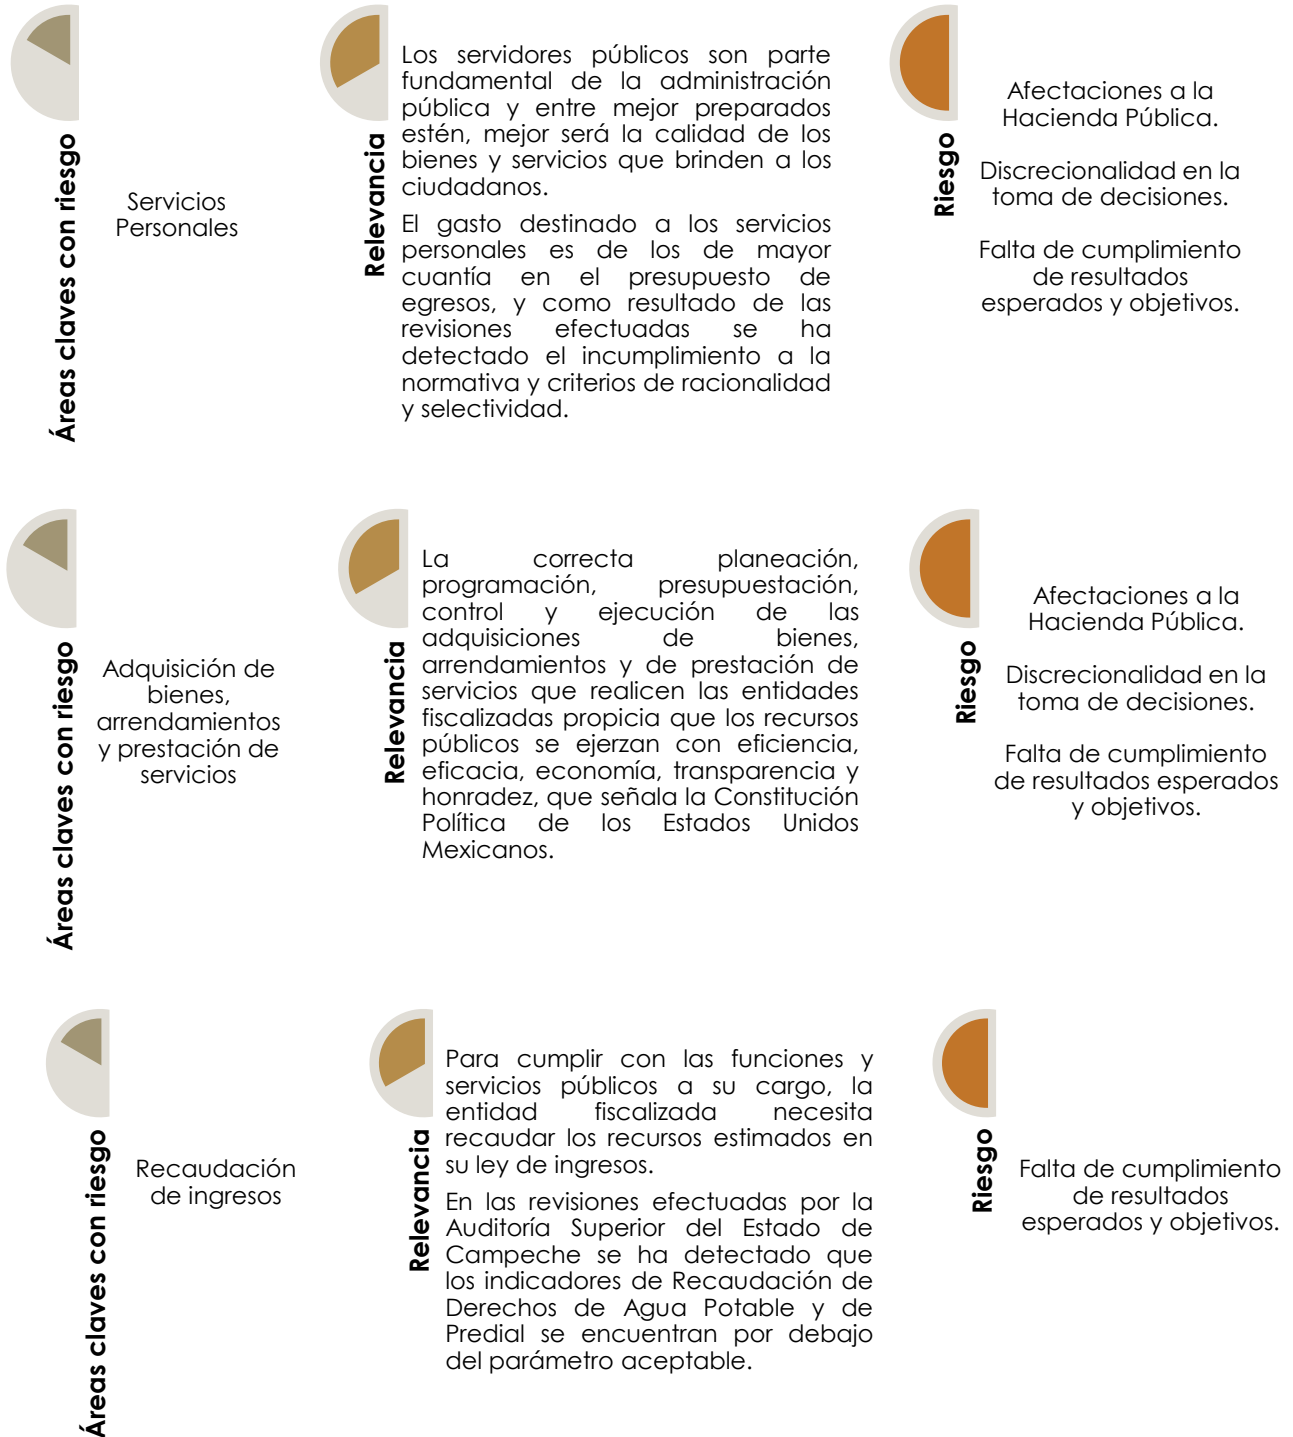 Áreas claves con riesgo
Servicios
Personales
Relevancia
Los servidores públicos son parte
fundamental de la administración
pública y entre mejor preparados
estén, mejor será la calidad de los
bienes y servicios que brinden a los
ciudadanos.
El gasto destinado a los servicios
personales es de los de mayor
cuantía en el presupuesto de
egresos, y como resultado de las
revisiones efectuadas se ha
detectado el incumplimiento a la
normativa y criterios de racionalidad
y selectividad.
Riesgo
Afectaciones a la
Hacienda Pública.
Discrecionalidad en la
toma de decisiones.
Falta de cumplimiento
de resultados
esperados y objetivos.
Áreas claves con riesgo
Adquisición de
bienes,
arrendamientos
y prestación de
servicios
Relevancia
La correcta planeación,
programación, presupuestación,
control y ejecución de las
adquisiciones de bienes,
arrendamientos y de prestación de
servicios que realicen las entidades
fiscalizadas propicia que los recursos
públicos se ejerzan con eficiencia,
eficacia, economía, transparencia y
honradez, que señala la Constitución
Política de los Estados Unidos
Mexicanos.
Riesgo
Afectaciones a la
Hacienda Pública.
Discrecionalidad en la
toma de decisiones.
Falta de cumplimiento
de resultados esperados
y objetivos.
Áreas claves con riesgo
Recaudación
de ingresos
Relevancia
Para cumplir con las funciones y
servicios públicos a su cargo, la
entidad fiscalizada necesita
recaudar los recursos estimados en
su ley de ingresos.
En las revisiones efectuadas por la
Auditoría Superior del Estado de
Campeche se ha detectado que
los indicadores de Recaudación de
Derechos de Agua Potable y de
Predial se encuentran por debajo
del parámetro aceptable.
Riesgo
Falta de cumplimiento
de resultados
esperados y objetivos.